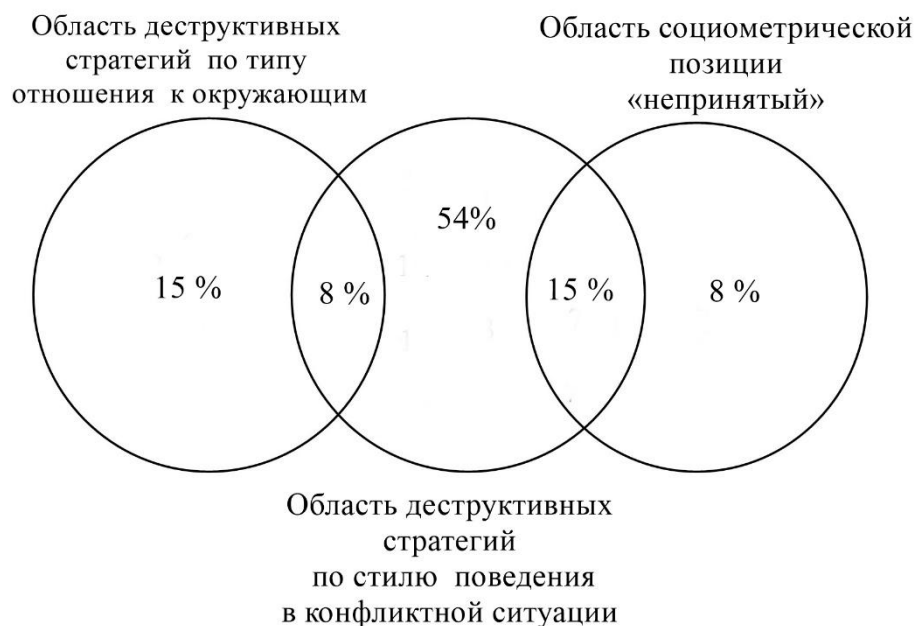 Область деструктивных
стратегий по типу
отношения к окружающим
Область социометрической
позиции
«непринятый»
54%
15 %
8 %
15 %
8 %
Область деструктивных
стратегий
по стилю поведения
в конфликтной ситуации